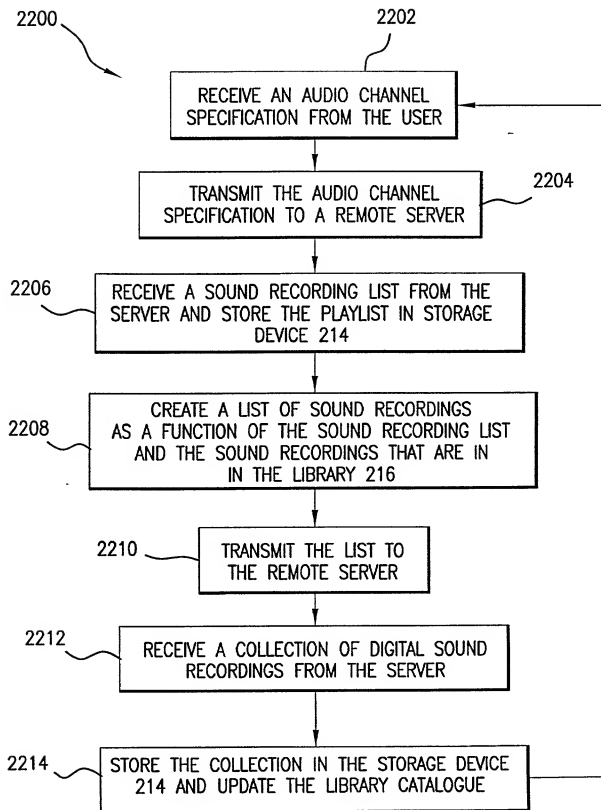 2200
2202
RECEIVE AN AUDIO CHANNEL
SPECIFICATION FROM THE USER
TRANSMIT THE AUDIO CHANNEL
SPECIFICATION TO A REMOTE SERVER
2204
2206
RECEIVE A SOUND RECORDING LIST FROM THE
SERVER AND STORE THE PLAYLIST IN STORAGE
DEVICE 214
2208
CREATE A LIST OF SOUND RECORDINGS
AS A FUNCTION OF THE SOUND RECORDING LIST
AND THE SOUND RECORDINGS THAT ARE IN
IN THE LIBRARY 216
2210
TRANSMIT THE LIST TO
THE REMOTE SERVER
2212
RECEIVE A COLLECTION OF DIGITAL SOUND
RECORDINGS FROM THE SERVER
2214
STORE THE COLLECTION IN THE STORAGE DEVICE
214 AND UPDATE THE LIBRARY CATALOGUE